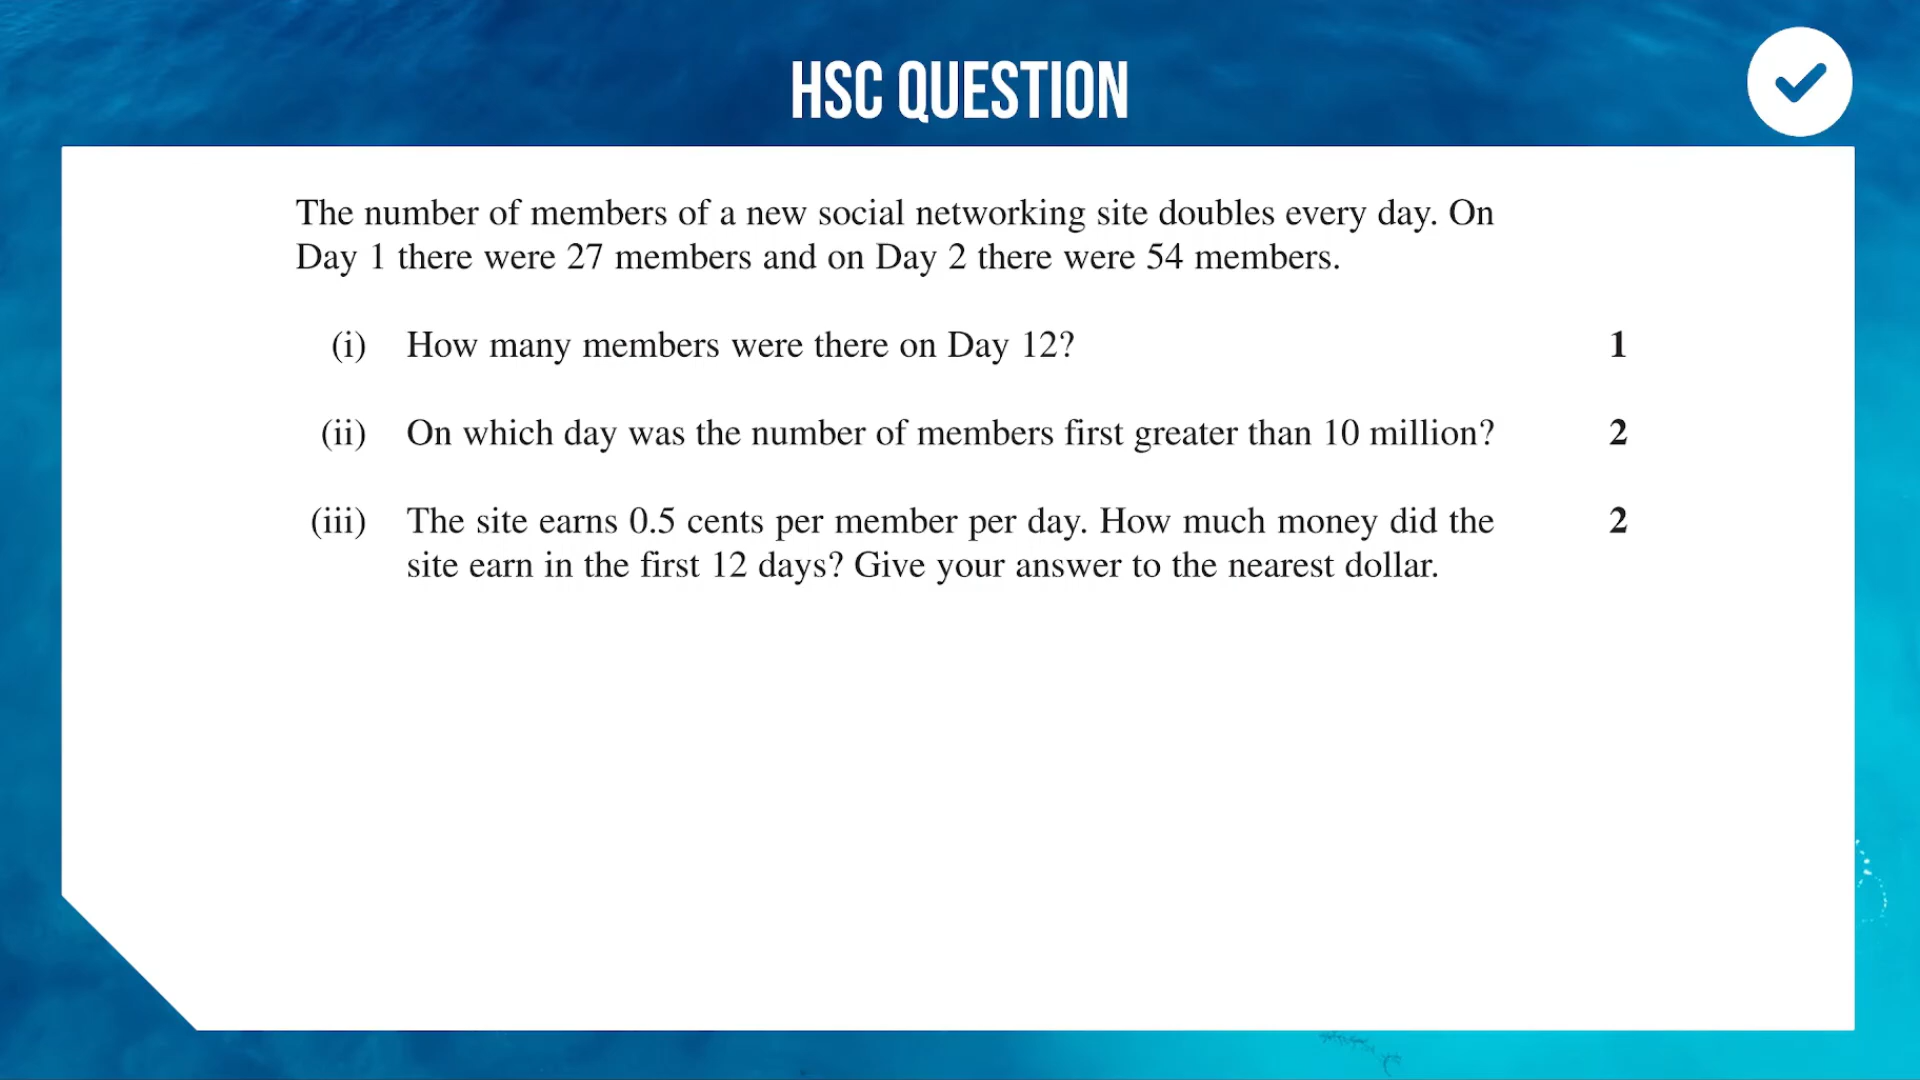 HSC QUESTION
The number of members of a new social networking site doubles every day. On
Day 1 there were 27 members and on Day 2 there were 54 members.
(i) How many members were there on Day 12? 1
(ii) On which day was the number of members first greater than 10 million? 2
(iii) The site earns 0.5 cents per member per day. How much money did the 2
site earn in the first 12 days? Give your answer to the nearest dollar.